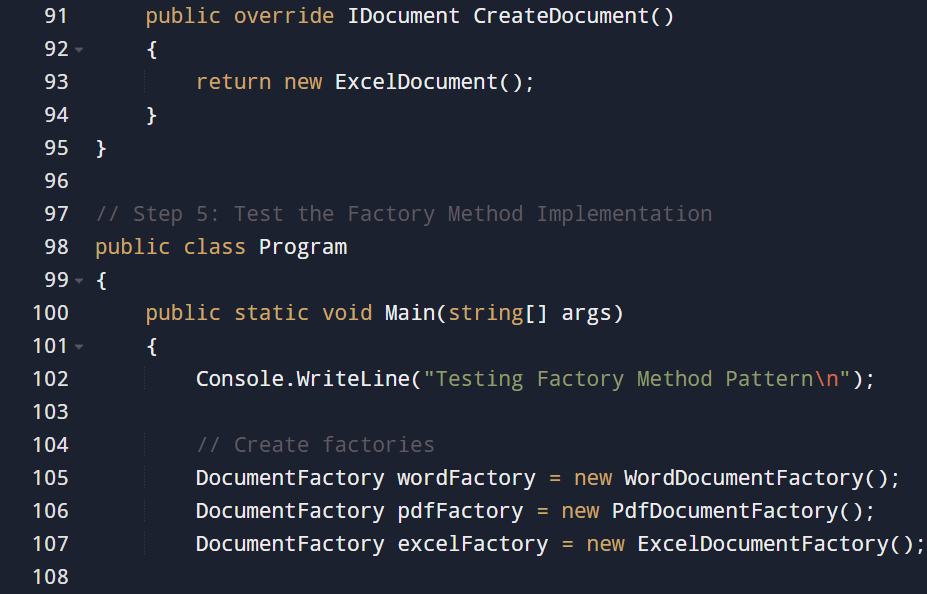 91 public override IDocument CreateDocument()
92 {
93 return new ExcelDocument();
94 }
95 }
96
97 // Step 5: Test the Factory Method Implementation
98 public class Program
99 {
100 public static void Main(string[] args)
101 {
102 Console.WriteLine("Testing Factory Method Pattern\n");
103
104 // Create factories
105 DocumentFactory wordFactory = new WordDocumentFactory();
106 DocumentFactory pdfFactory = new PdfDocumentFactory();
107 DocumentFactory excelFactory = new ExcelDocumentFactory();
108